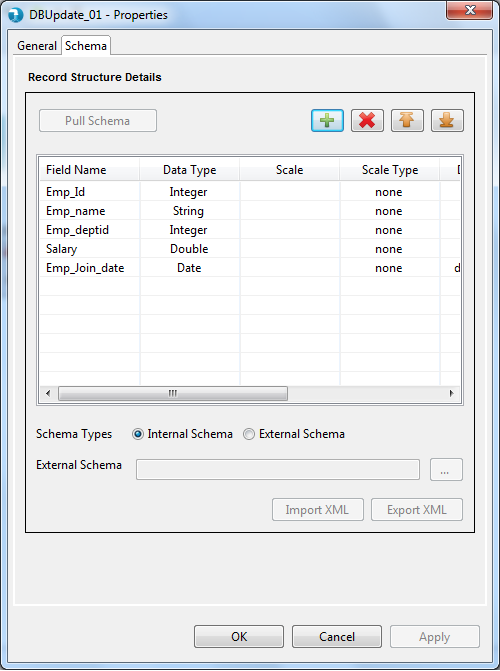 DBUpdate_01 - Properties
General Schema
Record Structure Details
Pull Schema
Field Name Data Type Scale Scale Type D
Emp_Id Integer none
Emp_name String none
Emp_deptid Integer none
Salary Double none
Emp_Join_date Date none d
Schema Types Internal Schema External Schema
External Schema ...
Import XML Export XML
OK Cancel Apply